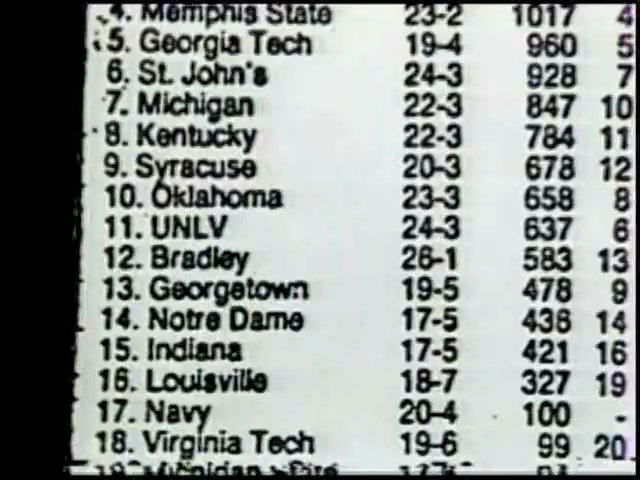 4. Memphis State 23-2 1017 4
5. Georgia Tech 19-4 960 5
6. St. John's 24-3 928 7
7. Michigan 22-3 847 10
8. Kentucky 22-3 784 11
9. Syracuse 20-3 678 12
10. Oklahoma 23-3 658 8
11. UNLV 24-3 637 6
12. Bradley 26-1 583 13
13. Georgetown 19-5 478 9
14. Notre Dame 17-5 436 14
15. Indiana 17-5 421 16
16. Louisville 18-7 327 19
17. Navy 20-4 100 -
18. Virginia Tech 19-6 99 20
19. Michigan